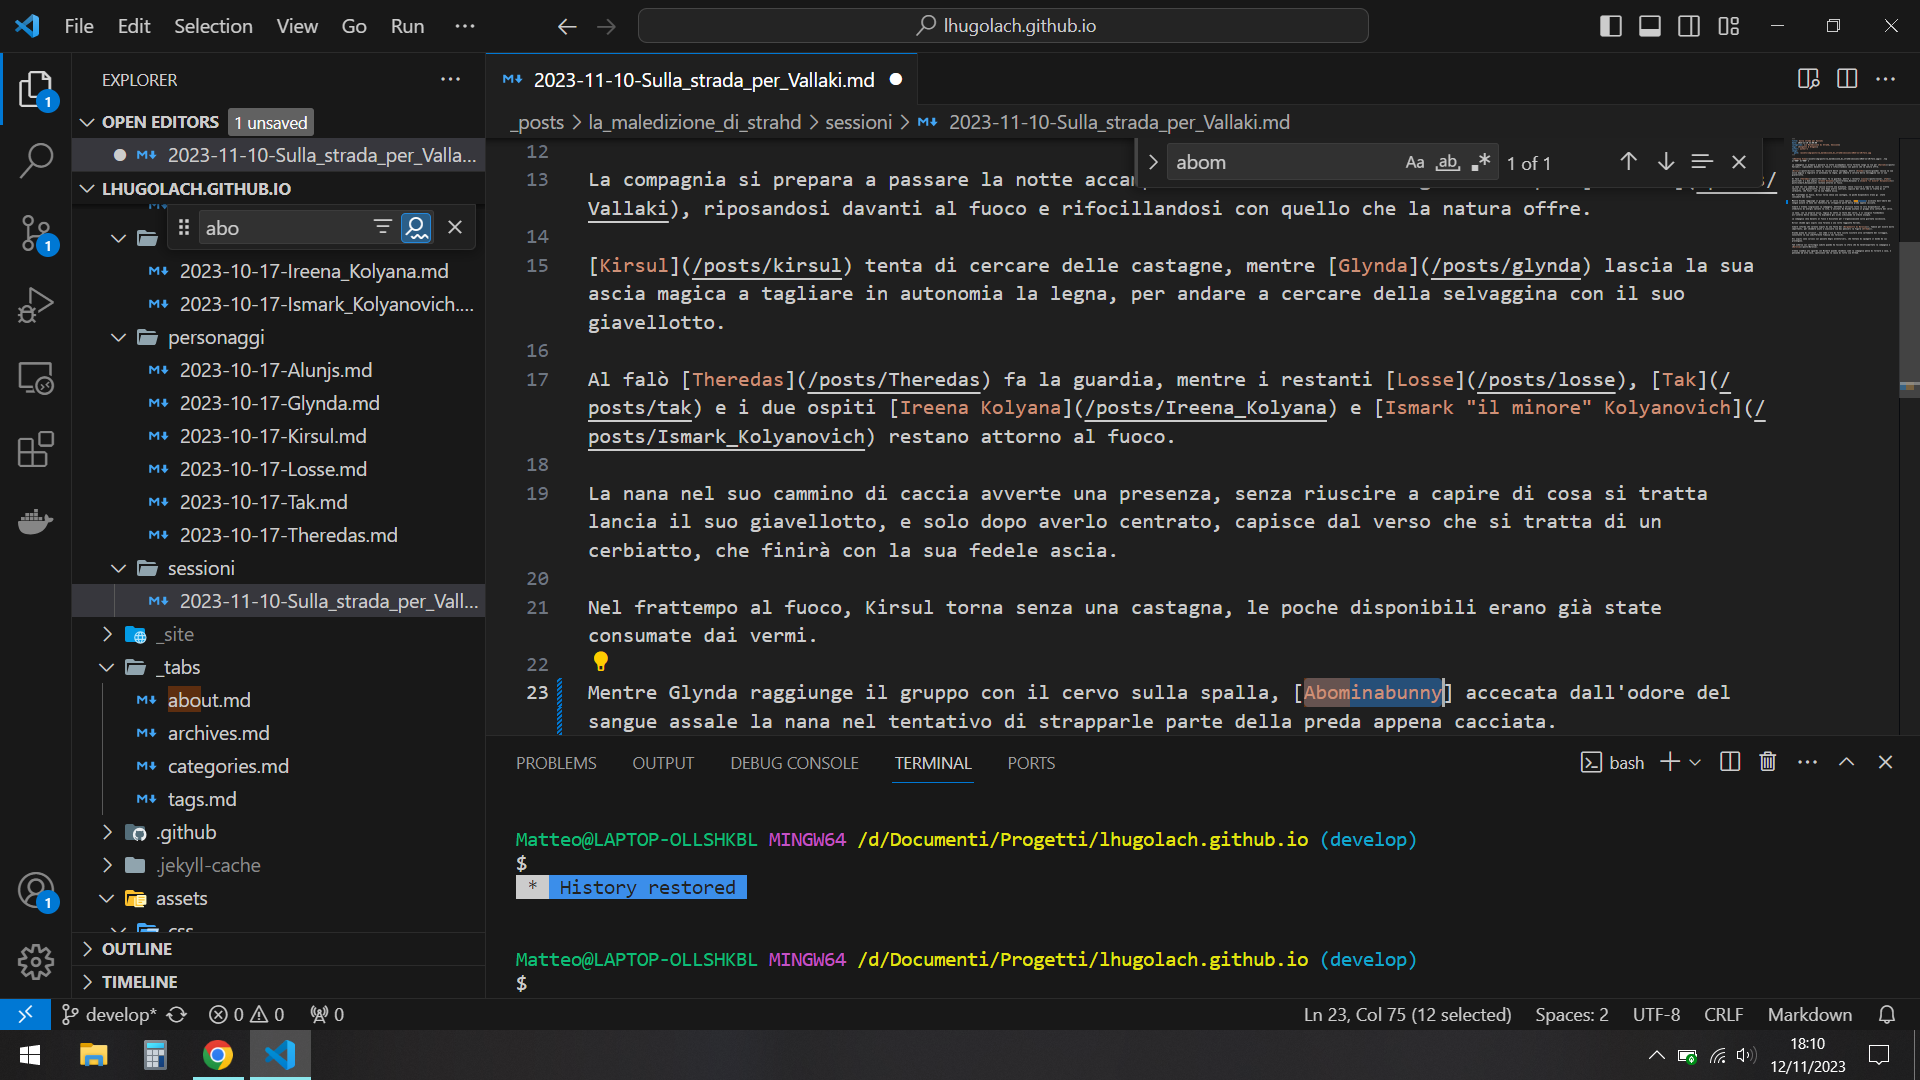 File Edit Selection View Go Run ···
lhugolach.github.io
EXPLORER
OPEN EDITORS 1 unsaved
2023-11-10-Sulla_strada_per_Valla...
LHUGOLACH.GITHUB.IO
abo
2023-10-17-Ireena_Kolyana.md
2023-10-17-Ismark_Kolyanovich....
personaggi
2023-10-17-Alunjs.md
2023-10-17-Glynda.md
2023-10-17-Kirsul.md
2023-10-17-Losse.md
2023-10-17-Tak.md
2023-10-17-Theredas.md
sessioni
2023-11-10-Sulla_strada_per_Vall...
_site
_tabs
about.md
archives.md
categories.md
tags.md
.github
.jekyll-cache
assets
css
OUTLINE
TIMELINE
2023-11-10-Sulla_strada_per_Vallaki.md
_posts > la_maledizione_di_strahd > sessioni > 2023-11-10-Sulla_strada_per_Vallaki.md
abom Aa ab .* 1 of 1
12
13 La compagnia si prepara a passare la notte accam
Vallaki), riposandosi davanti al fuoco e rifocillandosi con quello che la natura offre.
14
15 [Kirsul](/posts/kirsul) tenta di cercare delle castagne, mentre [Glynda](/posts/glynda) lascia la sua
ascia magica a tagliare in autonomia la legna, per andare a cercare della selvaggina con il suo
giavellotto.
16
17 Al falò [Theredas](/posts/Theredas) fa la guardia, mentre i restanti [Losse](/posts/losse), [Tak](/
posts/tak) e i due ospiti [Ireena Kolyana](/posts/Ireena_Kolyana) e [Ismark "il minore" Kolyanovich](/
posts/Ismark_Kolyanovich) restano attorno al fuoco.
18
19 La nana nel suo cammino di caccia avverte una presenza, senza riuscire a capire di cosa si tratta
lancia il suo giavellotto, e solo dopo averlo centrato, capisce dal verso che si tratta di un
cerbiatto, che finirà con la sua fedele ascia.
20
21 Nel frattempo al fuoco, Kirsul torna senza una castagna, le poche disponibili erano già state
consumate dai vermi.
22
23 Mentre Glynda raggiunge il gruppo con il cervo sulla spalla, [Abominabunny] accecata dall'odore del
sangue assale la nana nel tentativo di strapparle parte della preda appena cacciata.
PROBLEMS OUTPUT DEBUG CONSOLE TERMINAL PORTS
bash
Matteo@LAPTOP-OLLSHKBL MINGW64 /d/Documenti/Progetti/lhugolach.github.io (develop)
$
* History restored
Matteo@LAPTOP-OLLSHKBL MINGW64 /d/Documenti/Progetti/lhugolach.github.io (develop)
$
develop* 0 0 0
Ln 23, Col 75 (12 selected) Spaces: 2 UTF-8 CRLF Markdown
18:10
12/11/2023